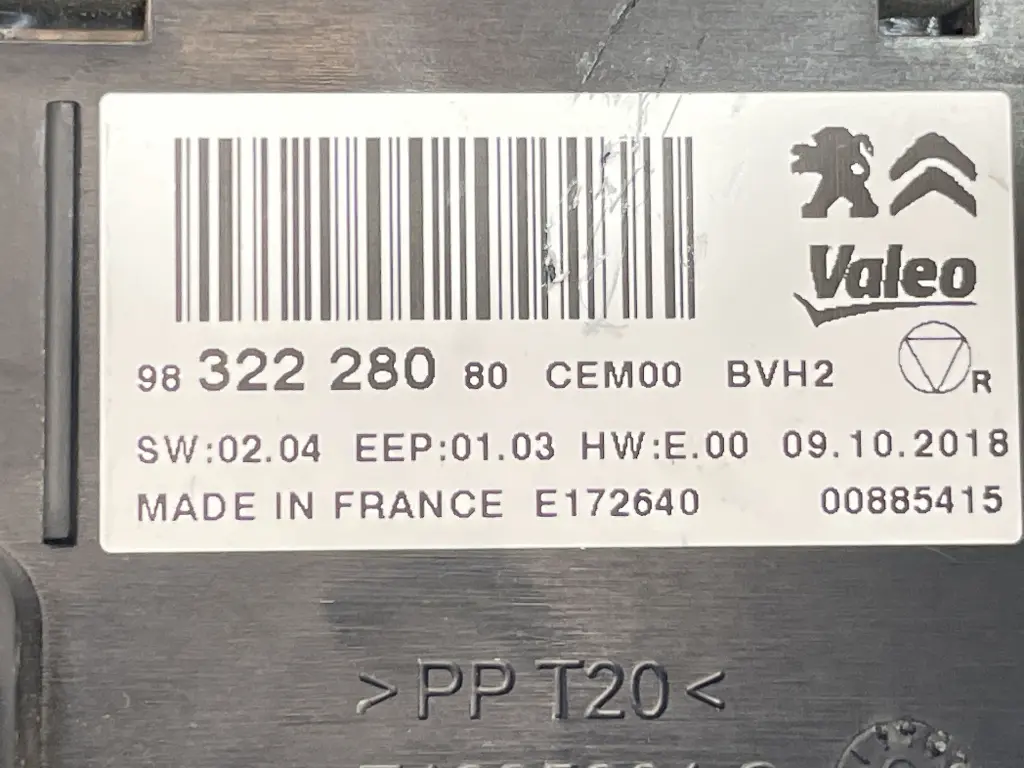 Valeo
98 322 280 80 CEM00 BVH2 R
SW:02.04 EEP:01.03 HW:E.00 09.10.2018
MADE IN FRANCE E172640 00885415
>PP T20<